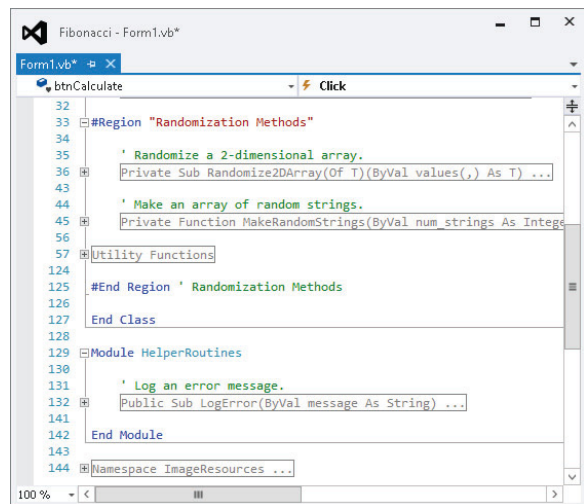 Fibonacci - Form1.vb*
Form1.vb*
btnCalculate Click
32
33 #Region "Randomization Methods"
34
35 ' Randomize a 2-dimensional array.
36 Private Sub Randomize2DArray(Of T)(ByVal values(,) As T) ...
43
44 ' Make an array of random strings.
45 Private Function MakeRandomStrings(ByVal num_strings As Intege
56
57 Utility Functions
124
125 #End Region ' Randomization Methods
126
127 End Class
128
129 Module HelperRoutines
130
131 ' Log an error message.
132 Public Sub LogError(ByVal message As String) ...
141
142 End Module
143
144 Namespace ImageResources ...
100 %